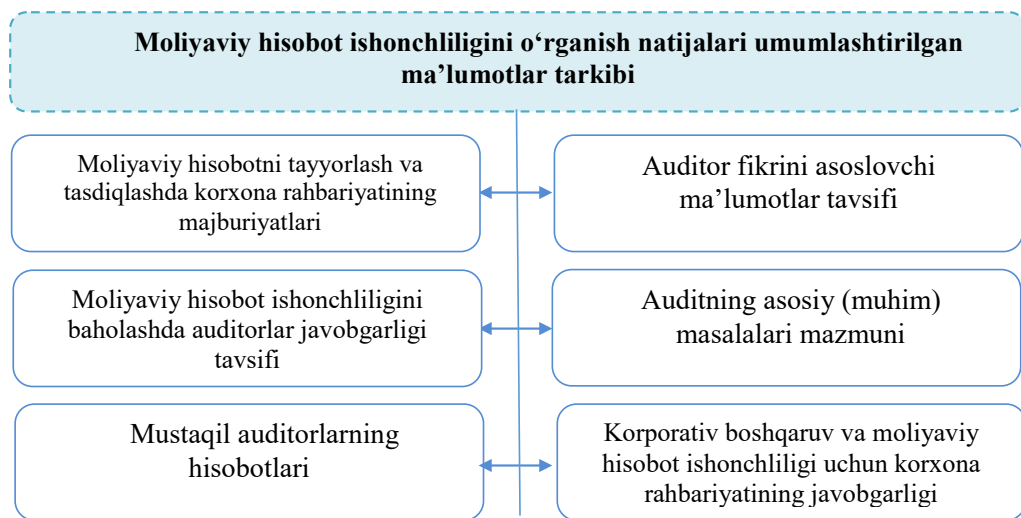 Moliyaviy hisobot ishonchliligini o‘rganish natijalari umumlashtirilgan
ma’lumotlar tarkibi
Moliyaviy hisobotni tayyorlash va
tasdiqlashda korxona rahbariyatining
majburiyatlari
Auditor fikrini asoslovchi
ma’lumotlar tavsifi
Moliyaviy hisobot ishonchliligini
baholashda auditorlar javobgarligi
tavsifi
Auditning asosiy (muhim)
masalalari mazmuni
Mustaqil auditorlarning
hisobotlari
Korporativ boshqaruv va moliyaviy
hisobot ishonchliligi uchun korxona
rahbariyatining javobgarligi